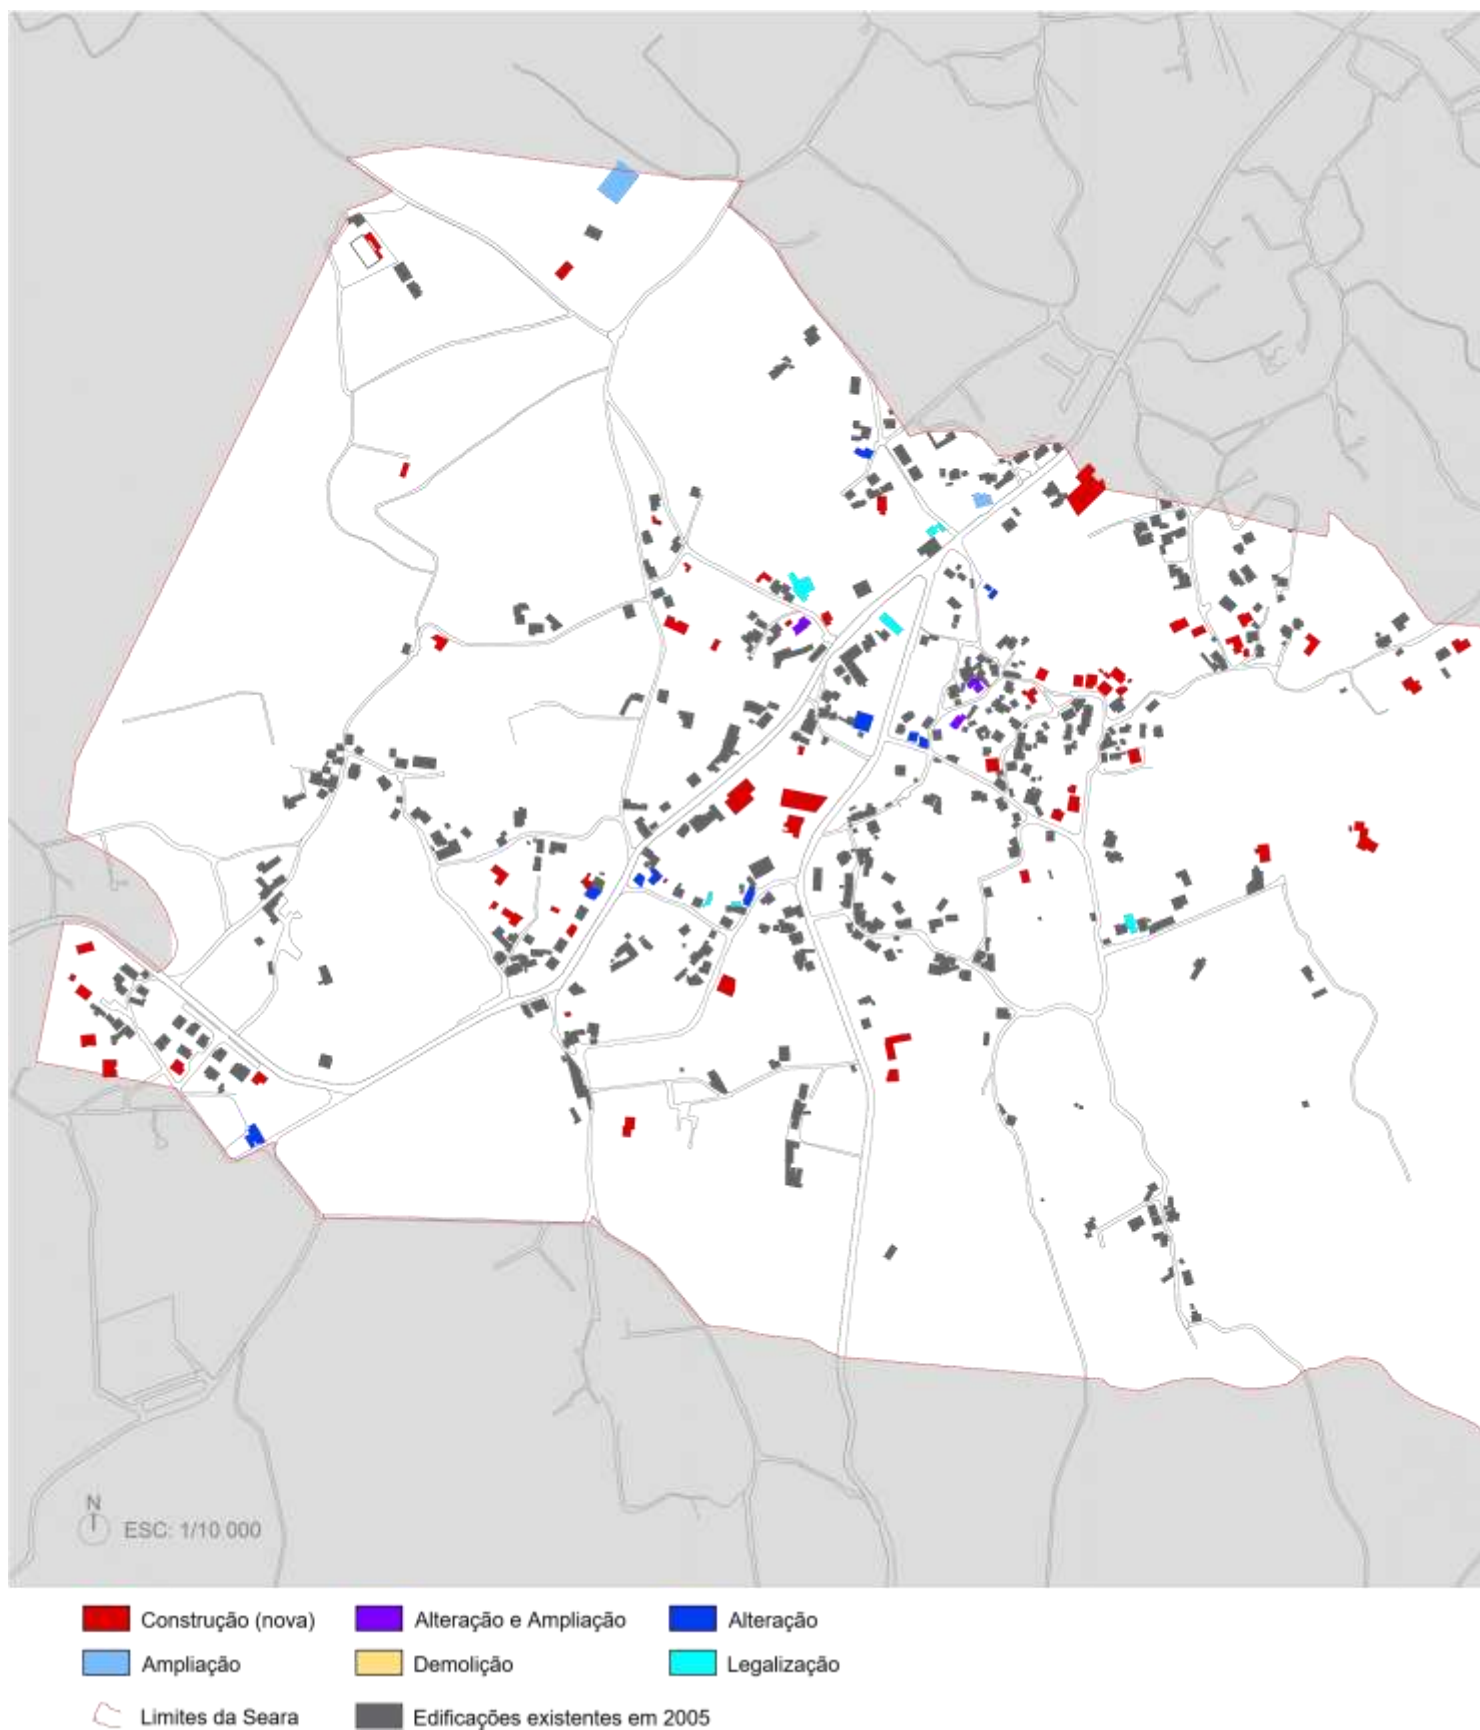 N
ESC: 1/10 000
Construção (nova) Alteração e Ampliação Alteração
Ampliação Demolição Legalização
Limites da Seara Edificações existentes em 2005